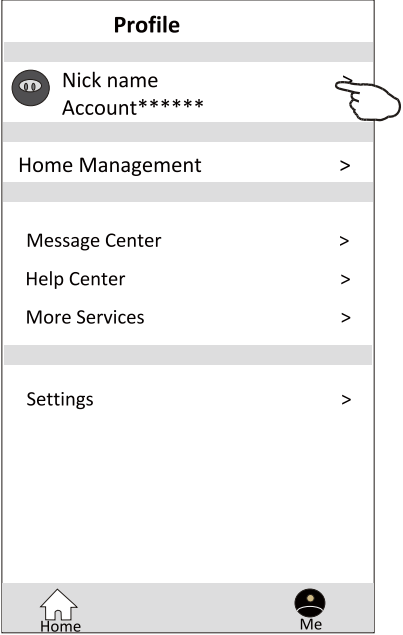 Profile
Nick name
Account******
Home Management >
Message Center >
Help Center >
More Services >
Settings >
Home
Me